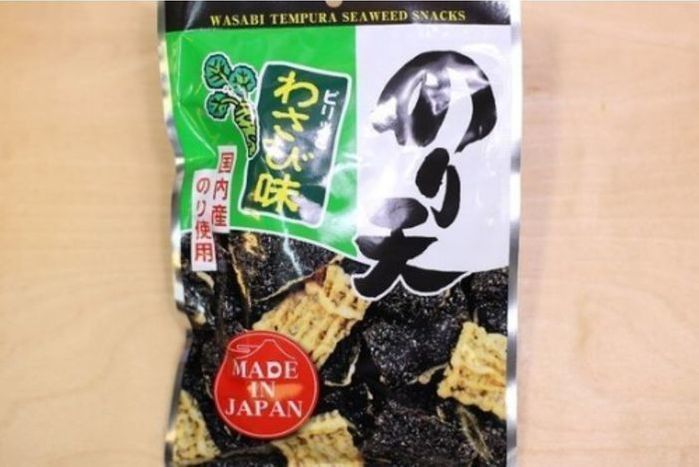 WASABI TEMPURA SEAWEED SNACKS
のり天
わさび味
国内産
のり使用
MADE
IN
JAPAN